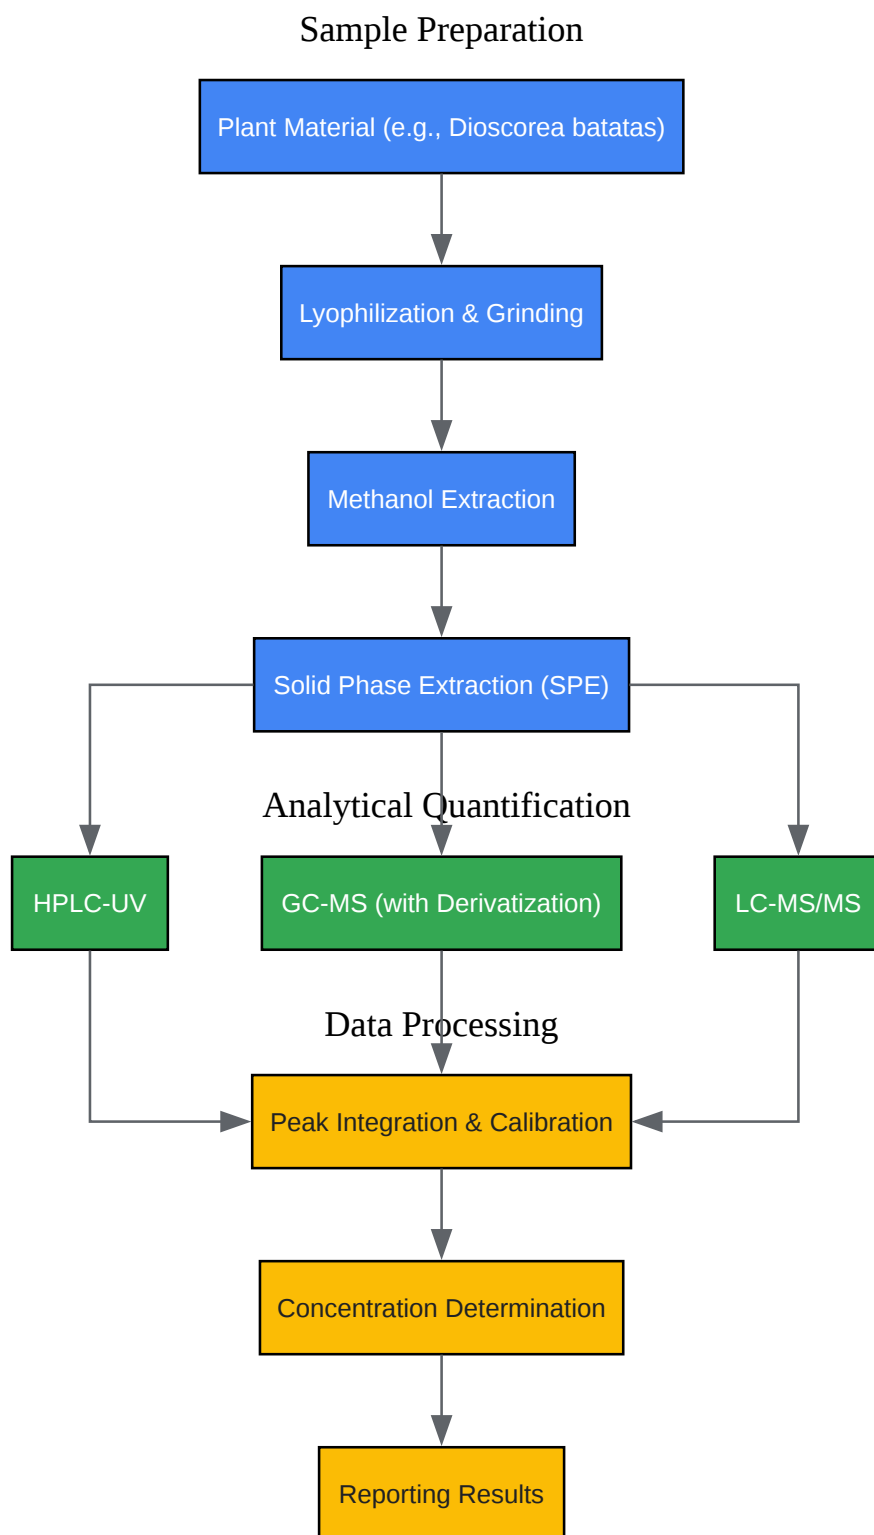 Sample Preparation
Plant Material (e.g., Dioscorea batatas)
Lyophilization & Grinding
Methanol Extraction
Solid Phase Extraction (SPE)
Analytical Quantification
HPLC-UV
GC-MS (with Derivatization)
LC-MS/MS
Data Processing
Peak Integration & Calibration
Concentration Determination
Reporting Results